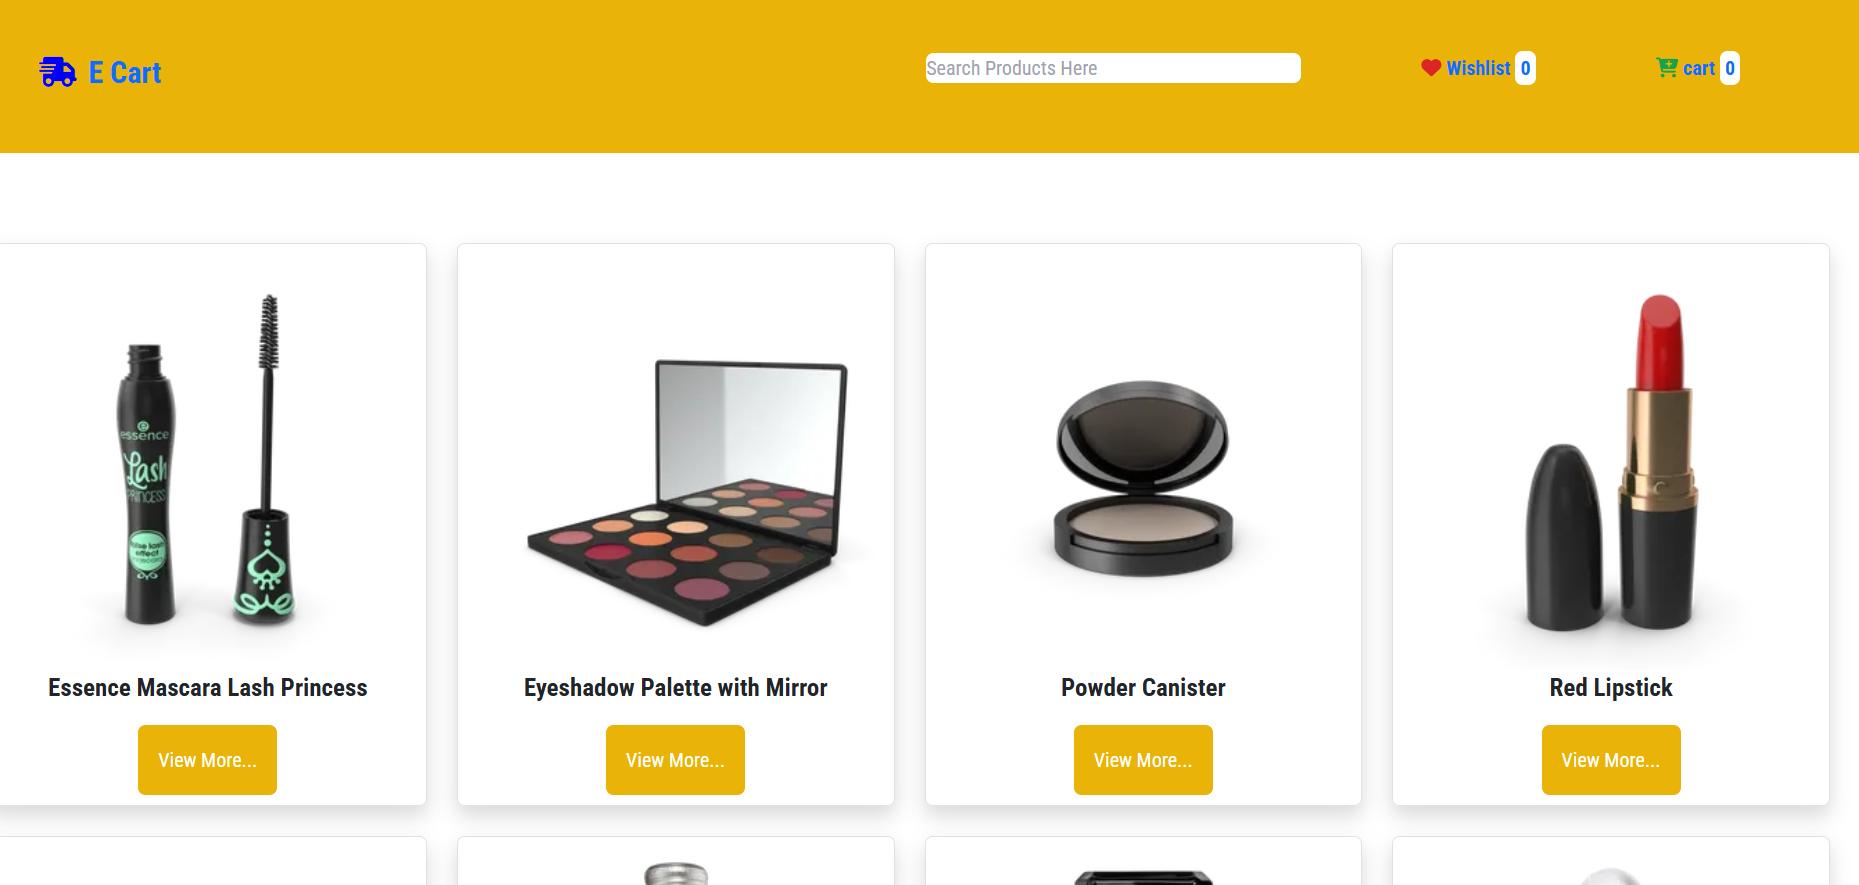 E Cart
Search Products Here
Wishlist 0
cart 0
essence
Lash
PRINCESS
false lash
effect
Essence Mascara Lash Princess
Eyeshadow Palette with Mirror
Powder Canister
Red Lipstick
View More...
View More...
View More...
View More...